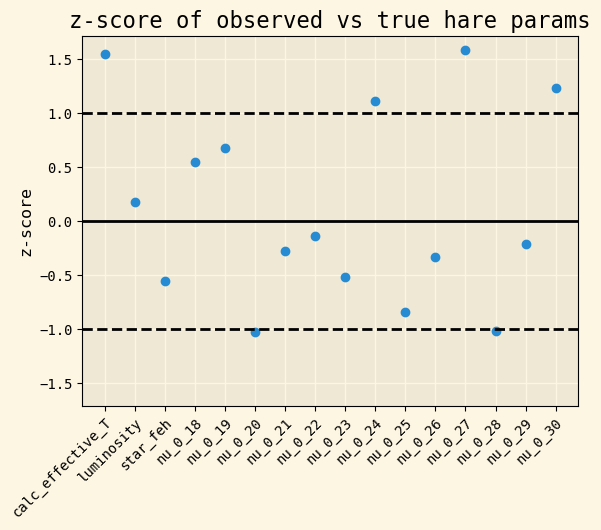 z-score of observed vs true hare params
z-score
1.5
1.0
0.5
0.0
−0.5
−1.0
−1.5
calc_effective_T
luminosity
star_feh
nu_0_18
nu_0_19
nu_0_20
nu_0_21
nu_0_22
nu_0_23
nu_0_24
nu_0_25
nu_0_26
nu_0_27
nu_0_28
nu_0_29
nu_0_30